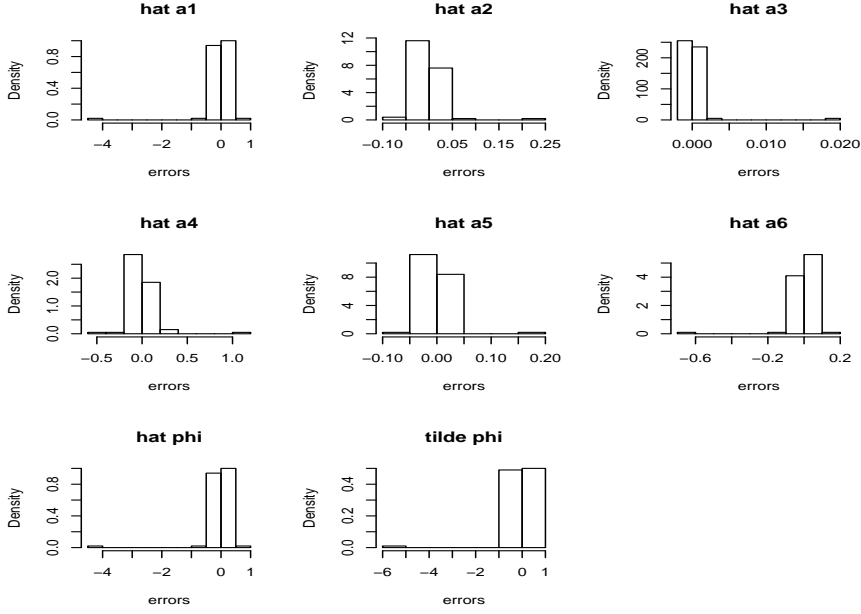 hat a1
Density
0.0 0.4 0.8
−4 −2 0 1
errors
hat a2
Density
0 4 8 12
−0.10 0.05 0.15 0.25
errors
hat a3
Density
0 100 200
0.000 0.010 0.020
errors
hat a4
Density
0.0 1.0 2.0
−0.5 0.0 0.5 1.0
errors
hat a5
Density
0 4 8
−0.10 0.00 0.10 0.20
errors
hat a6
Density
0 2 4
−0.6 −0.2 0.2
errors
hat phi
Density
0.0 0.4 0.8
−4 −2 0 1
errors
tilde phi
Density
0.0 0.2 0.4
−6 −4 −2 0 1
errors